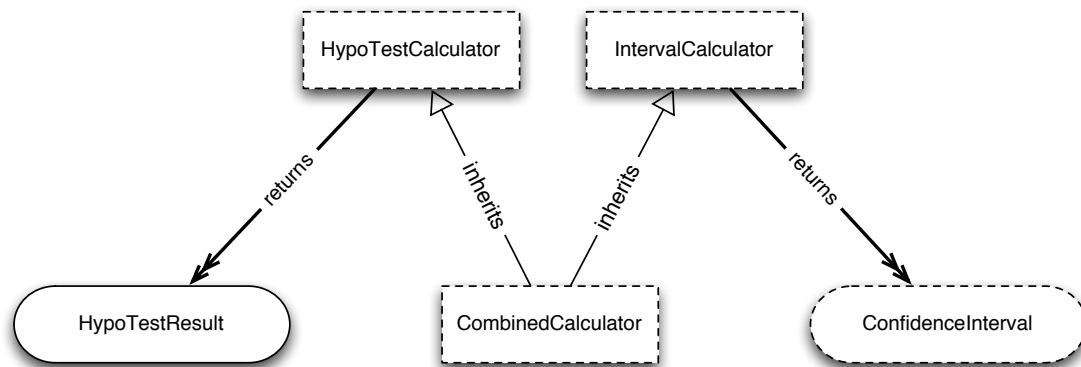 HypoTestCalculator
IntervalCalculator
returns
inherits
inherits
returns
HypoTestResult
CombinedCalculator
ConfidenceInterval